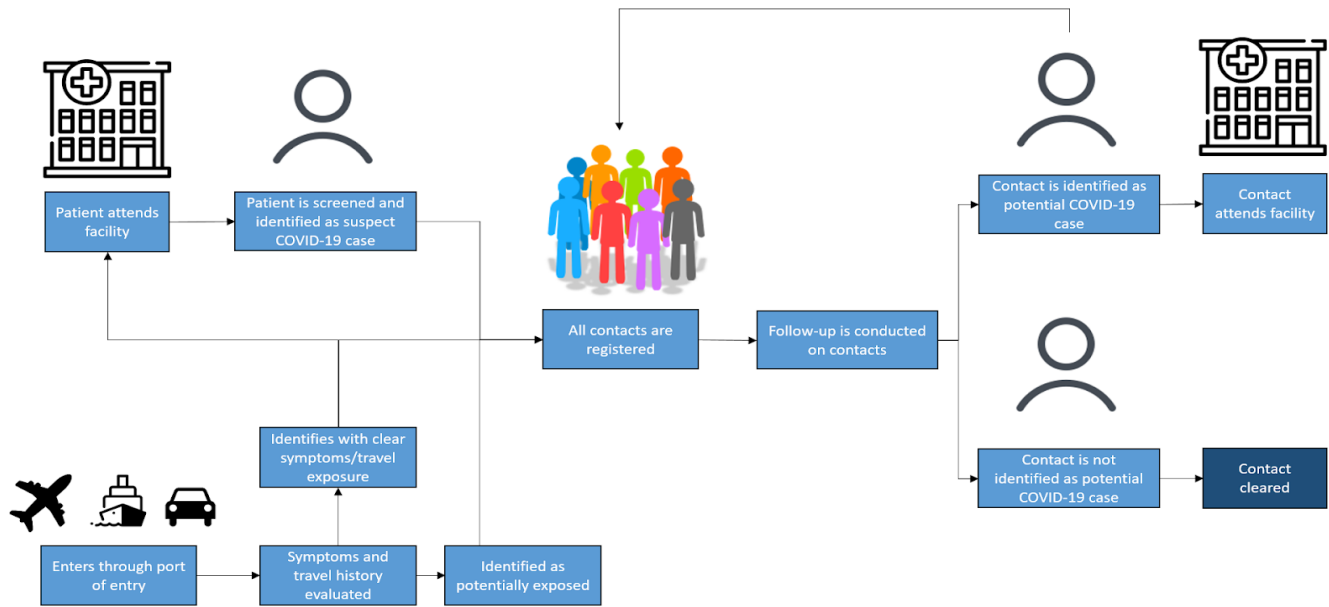 Patient attends
facility
Patient is screened and
identified as suspect
COVID-19 case
All contacts are
registered
Follow-up is conducted
on contacts
Contact is identified as
potential COVID-19
case
Contact
attends facility
Identifies with clear
symptoms/travel
exposure
Contact is not
identified as potential
COVID-19 case
Contact
cleared
Enters through port
of entry
Symptoms and
travel history
evaluated
Identified as
potentially exposed